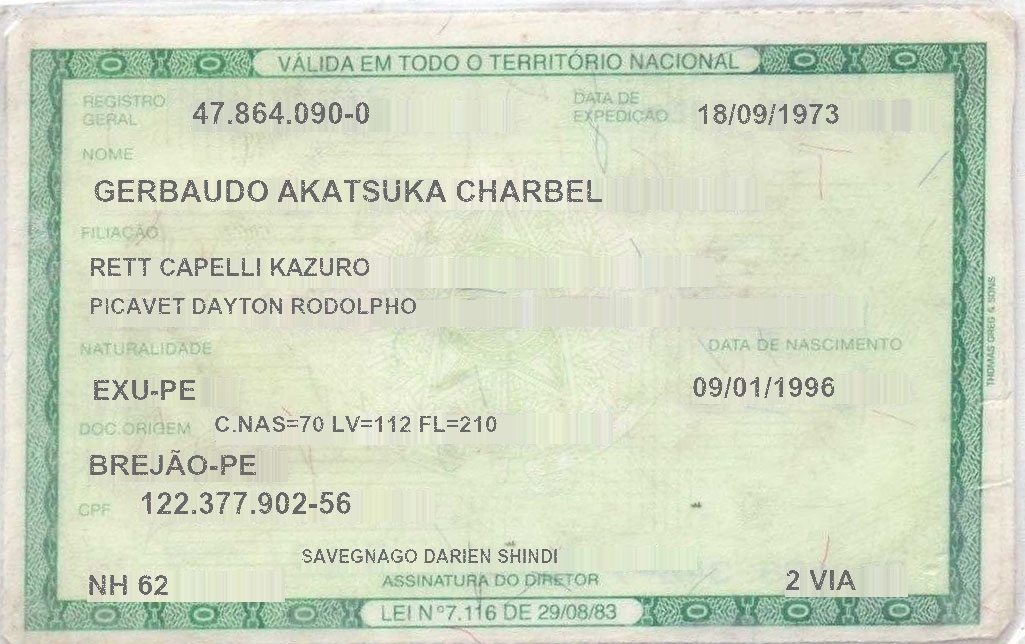 VÁLIDA EM TODO O TERRITÓRIO NACIONAL
REGISTRO GERAL 47.864.090-0 DATA DE EXPEDIÇÃO 18/09/1973
NOME
GERBAUDO AKATSUKA CHARBEL
FILIAÇÃO
RETT CAPELLI KAZURO
PICAVET DAYTON RODOLPHO
NATURALIDADE DATA DE NASCIMENTO
EXU-PE 09/01/1996
DOC.ORIGEM C.NAS=70 LV=112 FL=210
BREJÃO-PE
CPF 122.377.902-56
SAVEGNAGO DARIEN SHINDI
NH 62 ASSINATURA DO DIRETOR 2 VIA
LEI Nº7.116 DE 29/08/83
THOMAS GREG & SONS